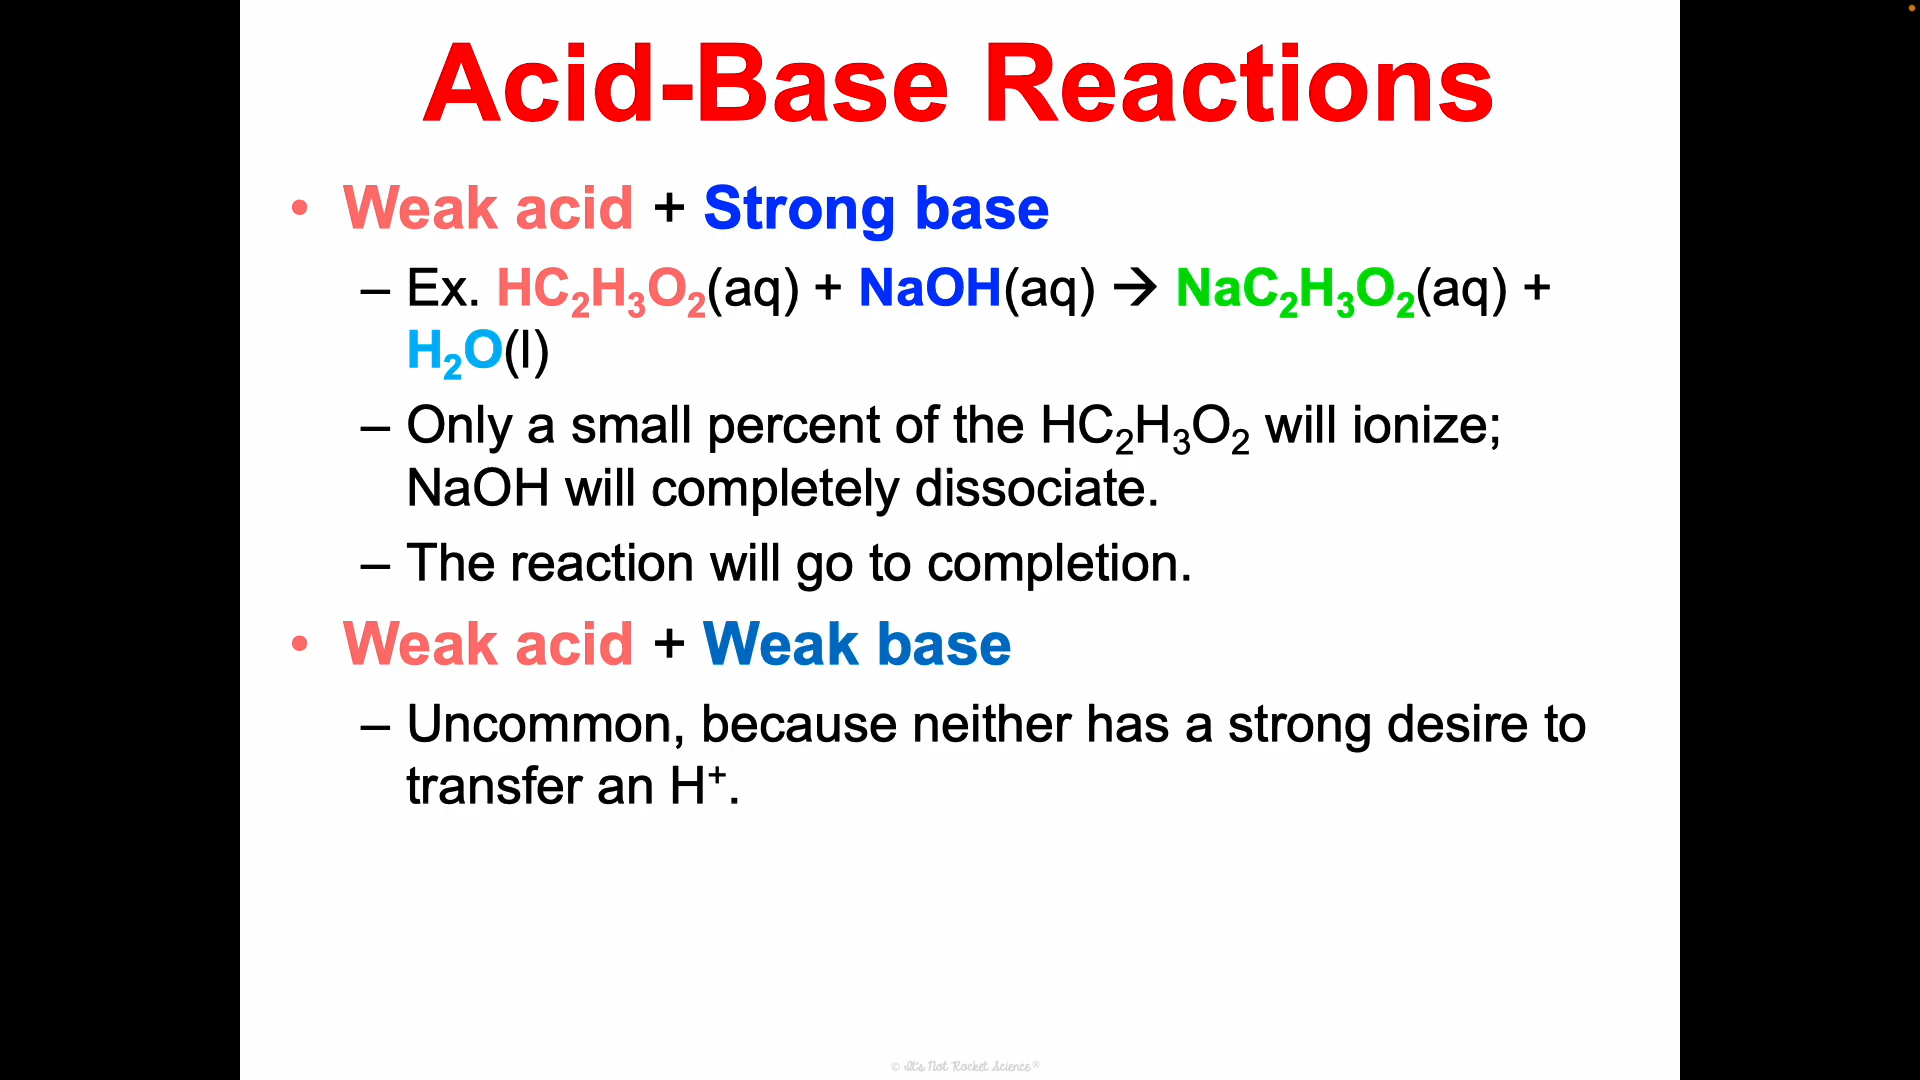 Acid-Base Reactions
• Weak acid + Strong base
– Ex. HC₂H₃O₂(aq) + NaOH(aq) → NaC₂H₃O₂(aq) +
H₂O(l)
– Only a small percent of the HC₂H₃O₂ will ionize;
NaOH will completely dissociate.
– The reaction will go to completion.
• Weak acid + Weak base
– Uncommon, because neither has a strong desire to
transfer an H⁺.
© It's Not Rocket Science®